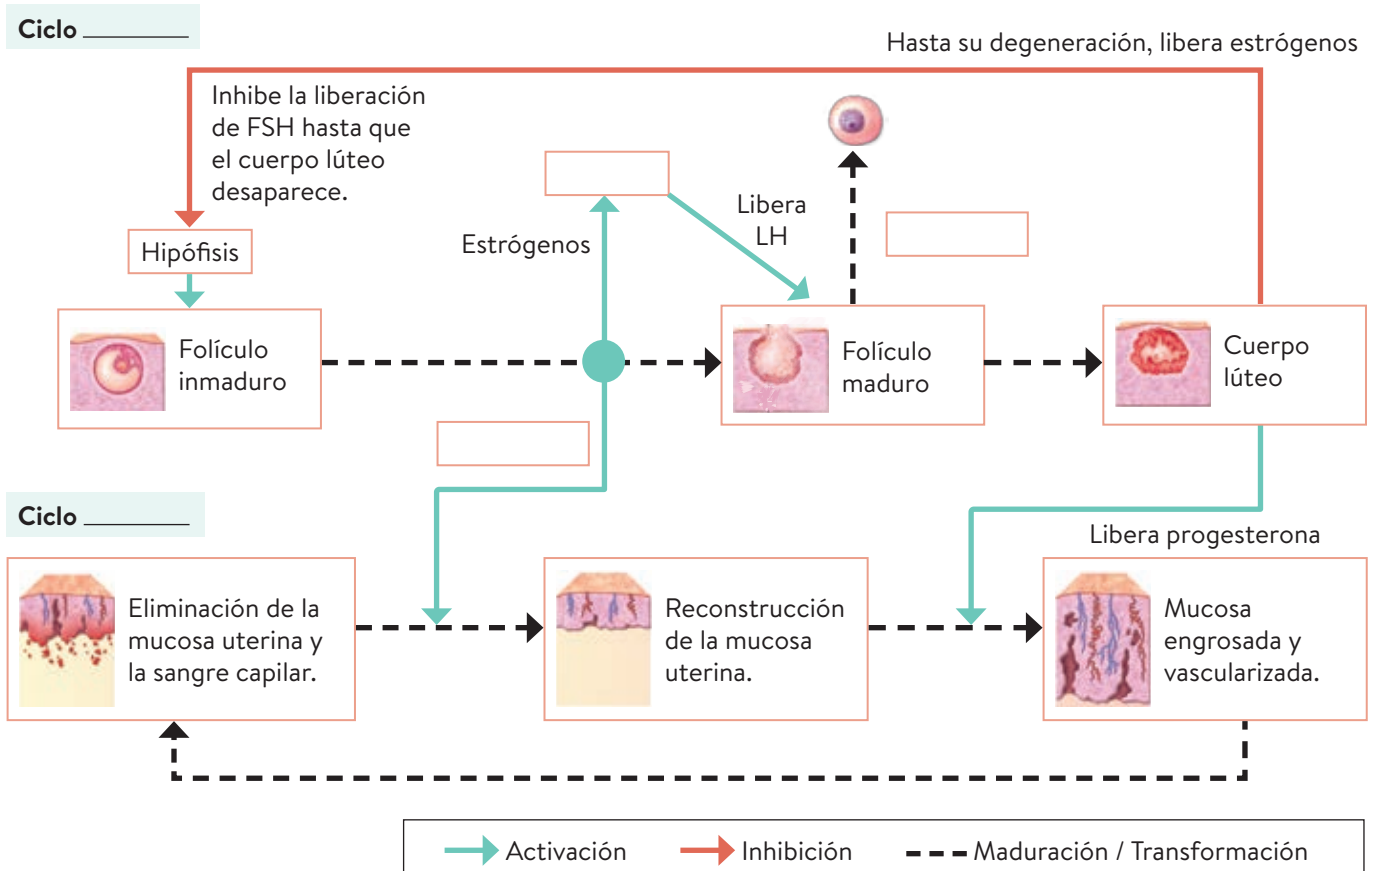 Ciclo ________
Hasta su degeneración, libera estrógenos
Inhibe la liberación
de FSH hasta que
el cuerpo lúteo
desaparece.
Hipófisis
Estrógenos
Libera
LH
Folículo
inmaduro
Folículo
maduro
Cuerpo
lúteo
Ciclo ________
Libera progesterona
Eliminación de la
mucosa uterina y
la sangre capilar.
Reconstrucción
de la mucosa
uterina.
Mucosa
engrosada y
vascularizada.
Activación
Inhibición
Maduración / Transformación